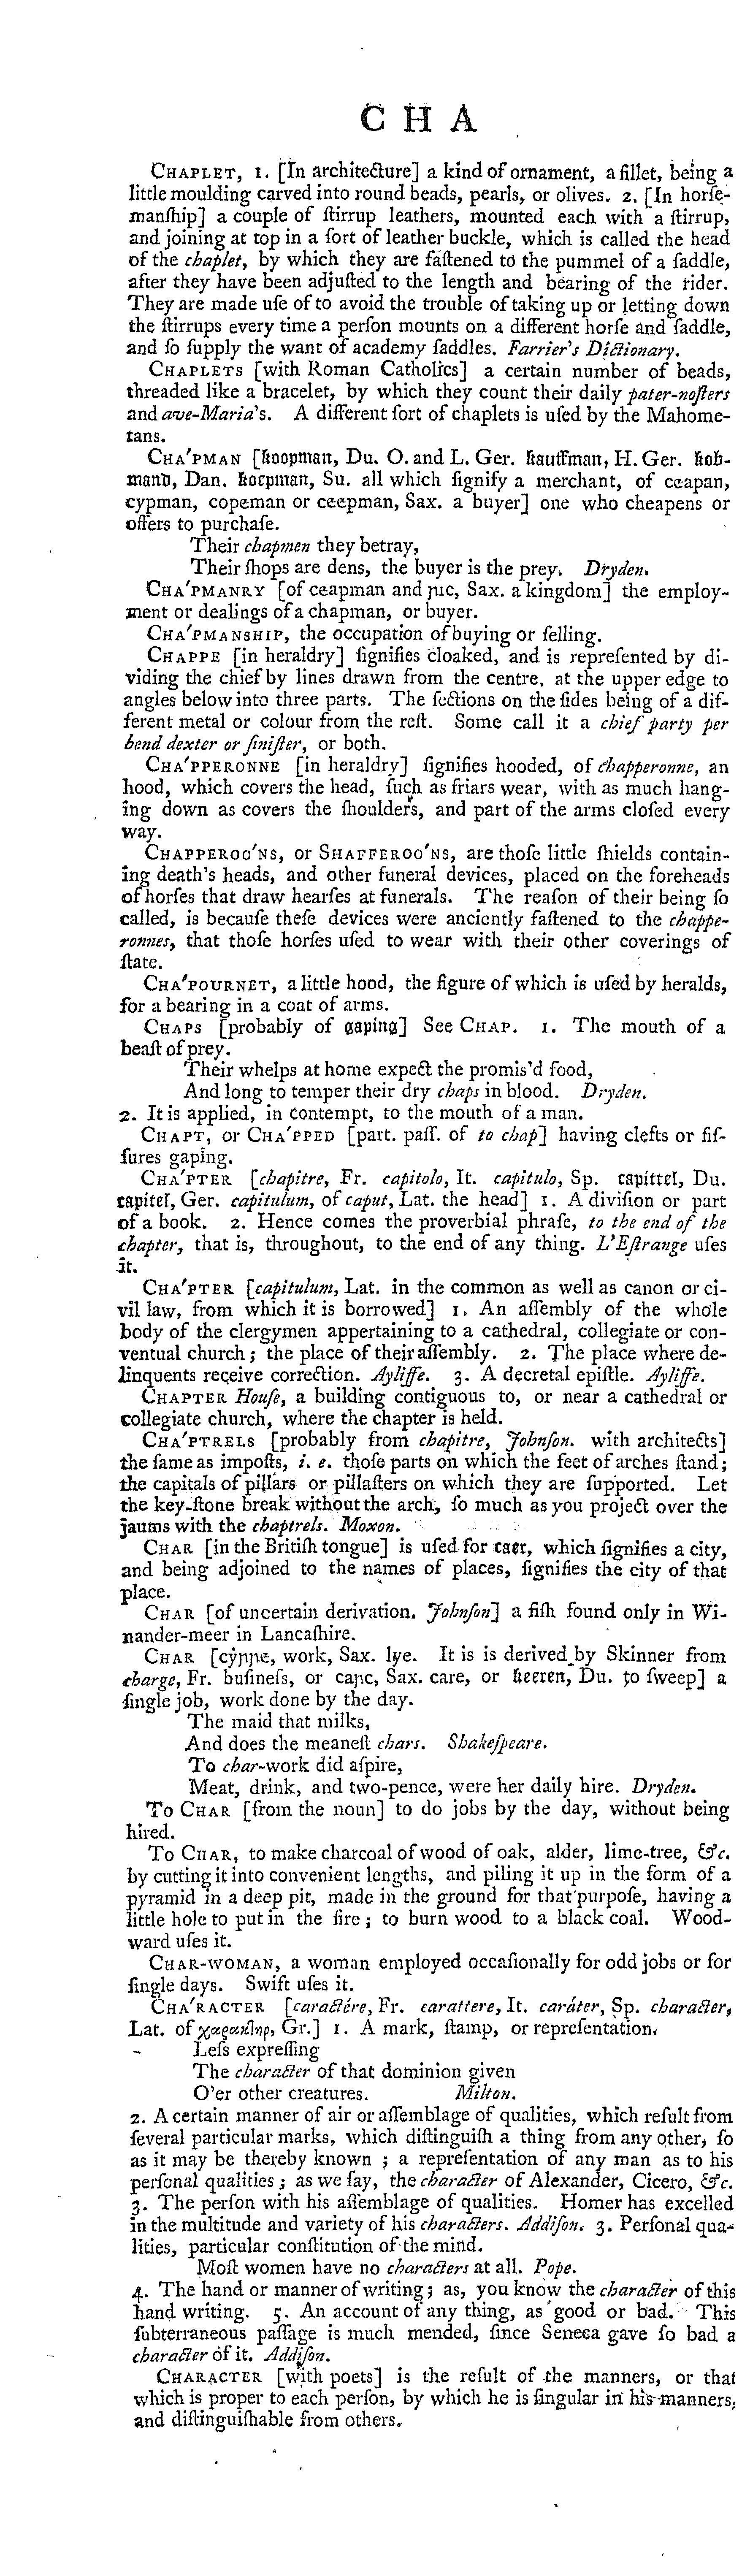 CHA
CHAPLET, 1. [In architecture] a kind of ornament, a fillet, being a
little moulding carved into round beads, pearls, or olives. 2. [In horſe-
manſhip] a couple of ſtirrup leathers, mounted each with a ſtirrup,
and joining at top in a ſort of leather buckle, which is called the head
of the chaplet, by which they are faſtened to the pummel of a ſaddle,
after they have been adjuſted to the length and bearing of the rider.
They are made uſe of to avoid the trouble of taking up or letting down
the ſtirrups every time a perſon mounts on a different horſe and ſaddle,
and ſo ſupply the want of academy ſaddles. Farrier's Dictionary.
CHAPLETS [with Roman Catholics] a certain number of beads,
threaded like a bracelet, by which they count their daily pater-noſters
and ave-Maria's. A different ſort of chaplets is uſed by the Mahome-
tans.
CHA'PMAN [koopman, Du. O. and L. Ger. kauffman, H. Ger. kob-
mand, Dan. kocpman, Su. all which ſignify a merchant, of ceapan,
cypman, copeman or ceepman, Sax. a buyer] one who cheapens or
offers to purchaſe.
Their chapmen they betray,
Their ſhops are dens, the buyer is the prey. Dryden.
CHA'PMANRY [of ceapman and ꞃic, Sax. a kingdom] the employ-
ment or dealings of a chapman, or buyer.
CHA'PMANSHIP, the occupation of buying or ſelling.
CHAPPE [in heraldry] ſignifies cloaked, and is repreſented by di-
viding the chief by lines drawn from the centre, at the upper edge to
angles below into three parts. The ſections on the ſides being of a dif-
ferent metal or colour from the reſt. Some call it a chief party per
bend dexter or ſiniſter, or both.
CHA'PPERONNE [in heraldry] ſignifies hooded, of chapperonne, an
hood, which covers the head, ſuch as friars wear, with as much hang-
ing down as covers the ſhoulders, and part of the arms cloſed every
way.
CHAPPEROO'NS, or SHAFFEROO'NS, are thoſe little ſhields contain-
ing death's heads, and other funeral devices, placed on the foreheads
of horſes that draw hearſes at funerals. The reaſon of their being ſo
called, is becauſe theſe devices were anciently faſtened to the chappe-
ronnes, that thoſe horſes uſed to wear with their other coverings of
ſtate.
CHA'POURNET, a little hood, the figure of which is uſed by heralds,
for a bearing in a coat of arms.
CHAPS [probably of gaping] See CHAP. 1. The mouth of a
beaſt of prey.
Their whelps at home expect the promis'd food,
And long to temper their dry chaps in blood. Dryden.
2. It is applied, in contempt, to the mouth of a man.
CHAPT, or CHA'PPED [part. paſſ. of to chap] having clefts or fiſ-
ſures gaping.
CHA'PTER [chapitre, Fr. capitolo, It. capitulo, Sp. capittel, Du.
capitel, Ger. capitulum, of caput, Lat. the head] 1. A diviſion or part
of a book. 2. Hence comes the proverbial phraſe, to the end of the
chapter, that is, throughout, to the end of any thing. L'Eſtrange uſes
it.
CHA'PTER [capitulum, Lat. in the common as well as canon or ci-
vil law, from which it is borrowed] 1. An aſſembly of the whole
body of the clergymen appertaining to a cathedral, collegiate or con-
ventual church; the place of their aſſembly. 2. The place where de-
linquents receive correction. Ayliffe. 3. A decretal epiſtle. Ayliffe.
CHAPTER Houſe, a building contiguous to, or near a cathedral or
collegiate church, where the chapter is held.
CHA'PTRELS [probably from chapitre, Johnſon. with architects]
the ſame as impoſts, i. e. thoſe parts on which the feet of arches ſtand;
the capitals of pillars or pillaſters on which they are ſupported. Let
the key-ſtone break without the arch, ſo much as you project over the
jaums with the chaptrels. Moxon.
CHAR [in the Britiſh tongue] is uſed for caer, which ſignifies a city,
and being adjoined to the names of places, ſignifies the city of that
place.
CHAR [of uncertain derivation. Johnſon] a fiſh found only in Wi-
nander-meer in Lancaſhire.
CHAR [cẏꞃꞃe, work, Sax. lye. It is is derived by Skinner from
charge, Fr. buſineſs, or caꞃc, Sax. care, or keeren, Du. to ſweep] a
ſingle job, work done by the day.
The maid that milks,
And does the meaneſt chars. Shakeſpeare.
To char-work did aſpire,
Meat, drink, and two-pence, were her daily hire. Dryden.
To CHAR [from the noun] to do jobs by the day, without being
hired.
To CHAR, to make charcoal of wood of oak, alder, lime-tree, &c.
by cutting it into convenient lengths, and piling it up in the form of a
pyramid in a deep pit, made in the ground for that purpoſe, having a
little hole to put in the fire; to burn wood to a black coal. Wood-
ward uſes it.
CHAR-WOMAN, a woman employed occaſionally for odd jobs or for
ſingle days. Swift uſes it.
CHA'RACTER [caractére, Fr. carattere, It. caráter, Sp. character,
Lat. of χαρακτηρ, Gr.] 1. A mark, ſtamp, or repreſentation.
Leſs expreſſing
The character of that dominion given
O'er other creatures. Milton.
2. A certain manner of air or aſſemblage of qualities, which reſult from
ſeveral particular marks, which diſtinguiſh a thing from any other, ſo
as it may be thereby known; a repreſentation of any man as to his
perſonal qualities; as we ſay, the character of Alexander, Cicero, &c.
3. The perſon with his aſſemblage of qualities. Homer has excelled
in the multitude and variety of his characters. Addiſon. 3. Perſonal qua-
lities, particular conſtitution of the mind.
Moſt women have no characters at all. Pope.
4. The hand or manner of writing; as, you know the character of this
hand writing. 5. An account of any thing, as good or bad. This
ſubterraneous paſſage is much mended, ſince Seneca gave ſo bad a
character of it. Addiſon.
CHARACTER [with poets] is the reſult of the manners, or that
which is proper to each perſon, by which he is ſingular in his manners,
and diſtinguiſhable from others.